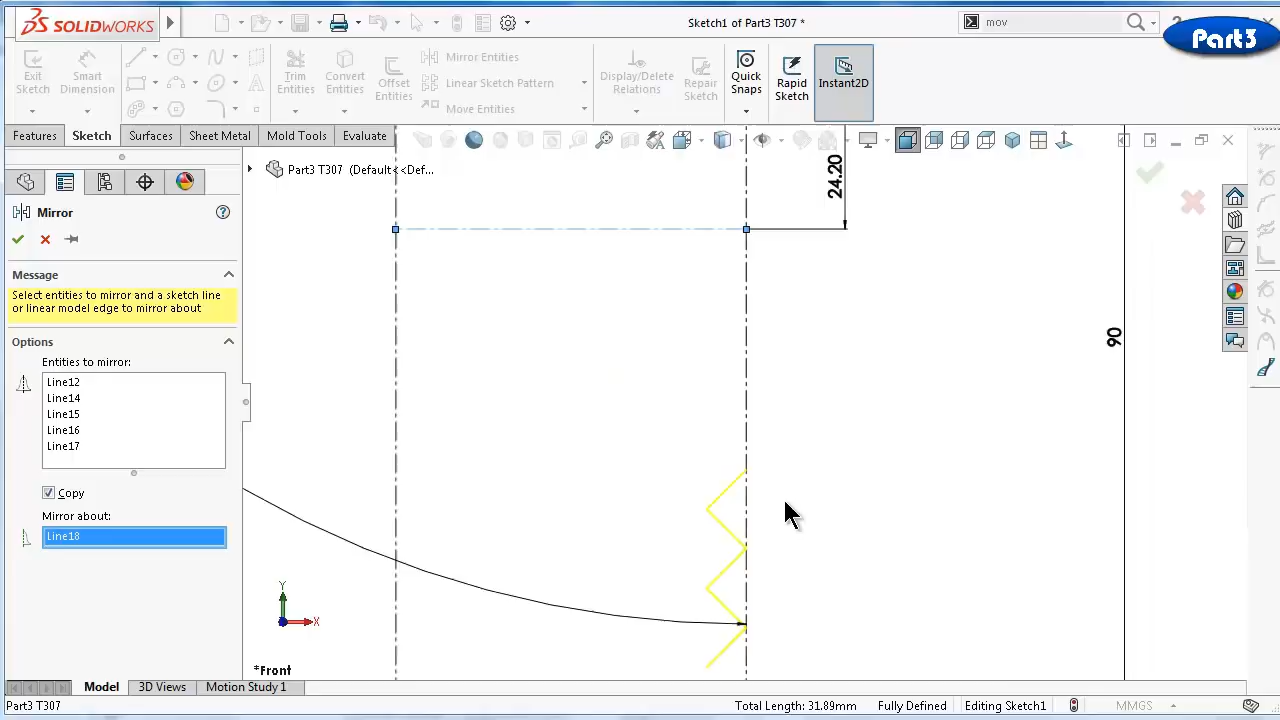 SOLIDWORKS
Sketch1 of Part3 T307 *
mov
Part3
Exit Sketch
Smart Dimension
Trim Entities
Convert Entities
Offset Entities
Mirror Entities
Linear Sketch Pattern
Move Entities
Display/Delete Relations
Repair Sketch
Quick Snaps
Rapid Sketch
Instant2D
Features
Sketch
Surfaces
Sheet Metal
Mold Tools
Evaluate
Part3 T307 (Default<<Def...
Mirror
Message
Select entities to mirror and a sketch line
or linear model edge to mirror about
Options
Entities to mirror:
Line12
Line14
Line15
Line16
Line17
Copy
Mirror about:
Line18
24.20
90
Y
X
*Front
Model
3D Views
Motion Study 1
Part3 T307
Total Length: 31.89mm
Fully Defined
Editing Sketch1
MMGS